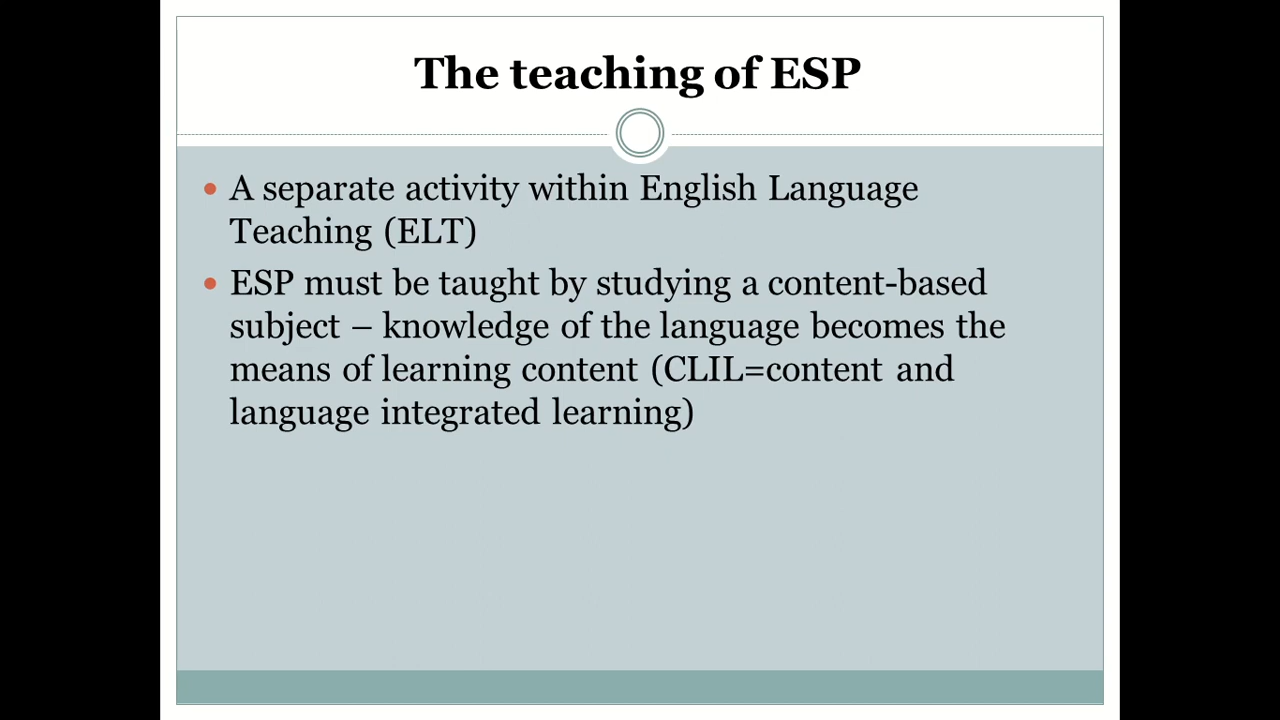 The teaching of ESP
• A separate activity within English Language
Teaching (ELT)
• ESP must be taught by studying a content-based
subject – knowledge of the language becomes the
means of learning content (CLIL=content and
language integrated learning)